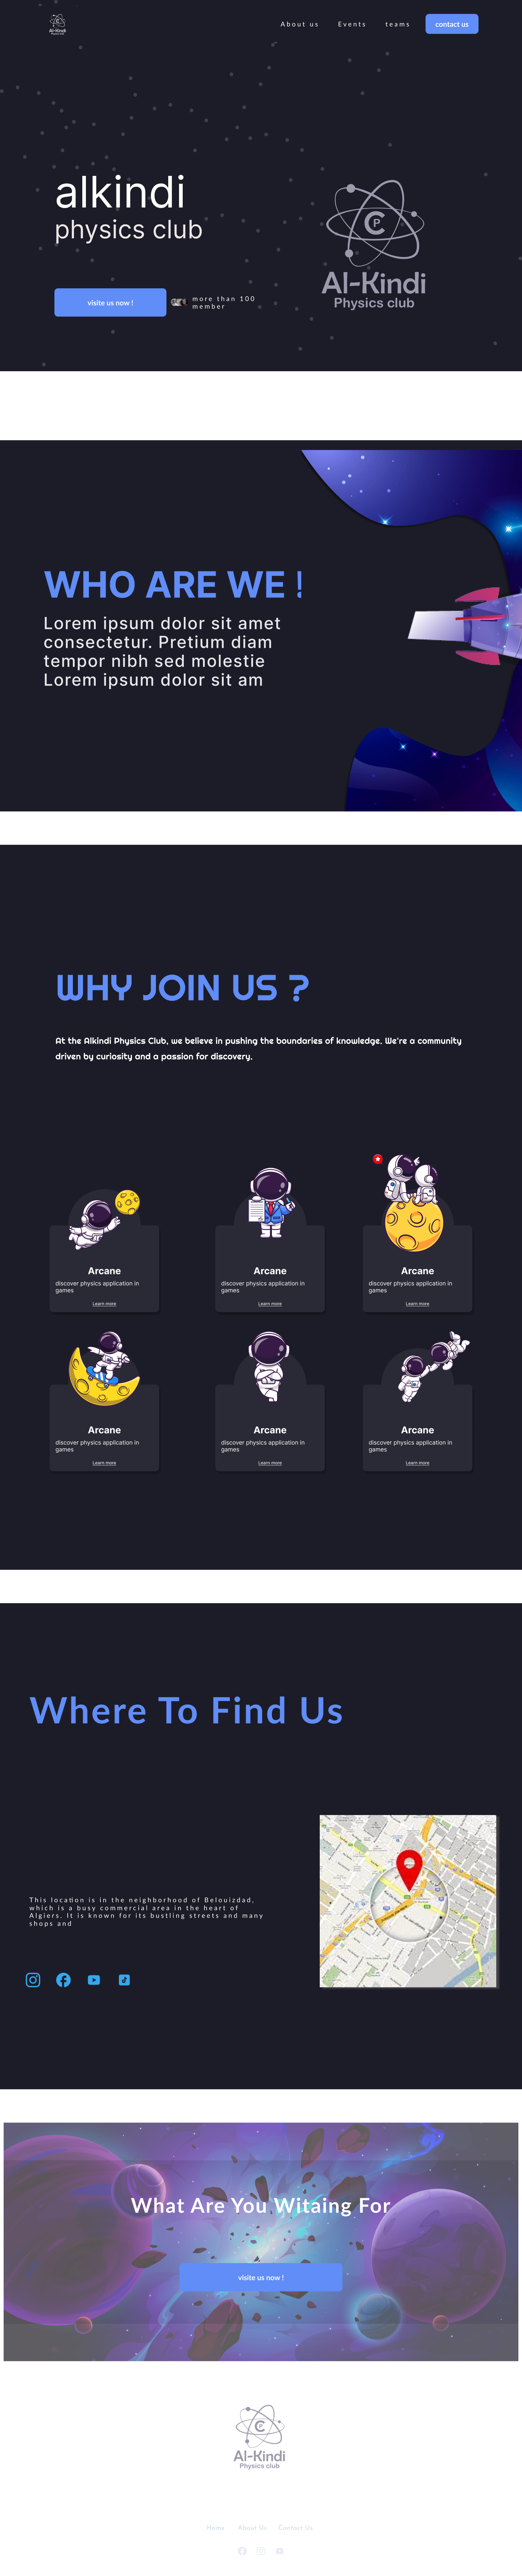 Al-Kindi
Physics club
About us
Events
teams
contact us
alkindi
physics club
CP
Al-Kindi
Physics club
visite us now !
more than 100
member
WHO ARE WE !
Lorem ipsum dolor sit amet
consectetur. Pretium diam
tempor nibh sed molestie
Lorem ipsum dolor sit am
WHY JOIN US ?
At the Alkindi Physics Club, we believe in pushing the boundaries of knowledge. We're a community
driven by curiosity and a passion for discovery.
Arcane
discover physics application in
games
Learn more
Arcane
discover physics application in
games
Learn more
Arcane
discover physics application in
games
Learn more
Arcane
discover physics application in
games
Learn more
Arcane
discover physics application in
games
Learn more
Arcane
discover physics application in
games
Learn more
Where To Find Us
This location is in the neighborhood of Belouizdad,
which is a busy commercial area in the heart of
Algiers. It is known for its bustling streets and many
shops and
What Are You Witaing For
visite us now !
Al-Kindi
Physics club
Home
About Us
Contact Us